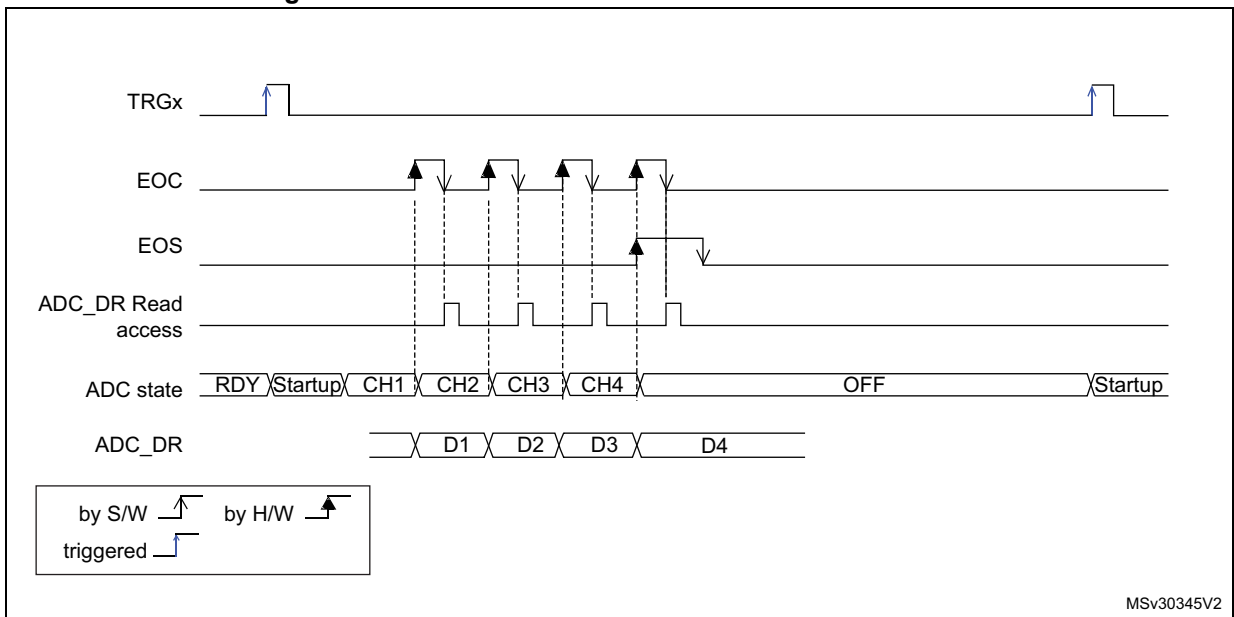 TRGx
EOC
EOS
ADC_DR Read
access
ADC state RDY Startup CH1 CH2 CH3 CH4 OFF Startup
ADC_DR D1 D2 D3 D4
by S/W by H/W
triggered
MSv30345V2